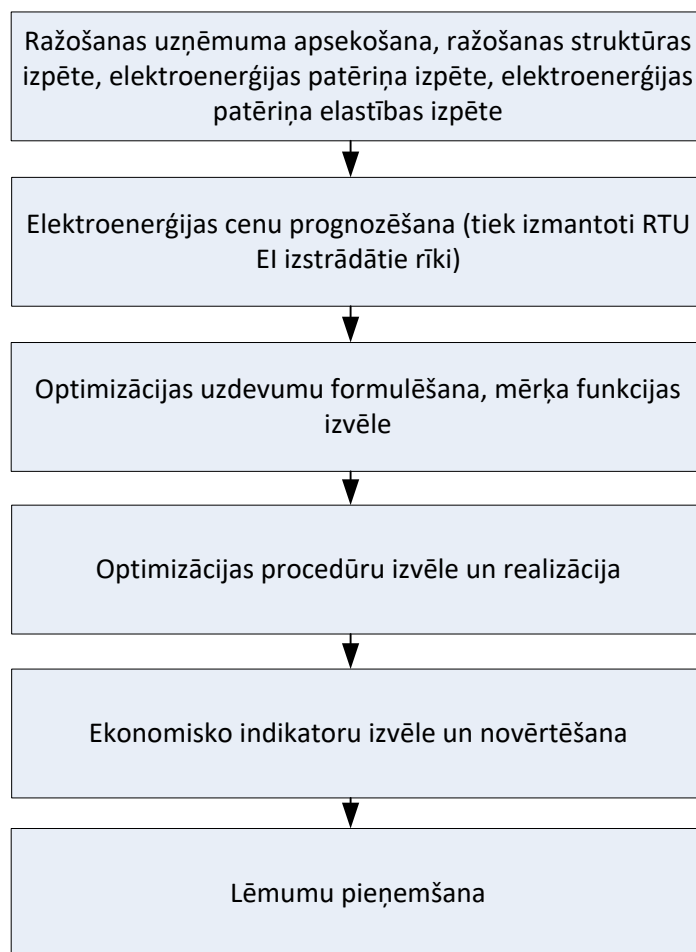 Ražošanas uzņēmuma apsekošana, ražošanas struktūras
izpēte, elektroenerģijas patēriņa izpēte, elektroenerģijas
patēriņa elastības izpēte
Elektroenerģijas cenu prognozēšana (tiek izmantoti RTU
EI izstrādātie rīki)
Optimizācijas uzdevumu formulēšana, mērķa funkcijas
izvēle
Optimizācijas procedūru izvēle un realizācija
Ekonomisko indikatoru izvēle un novērtēšana
Lēmumu pieņemšana